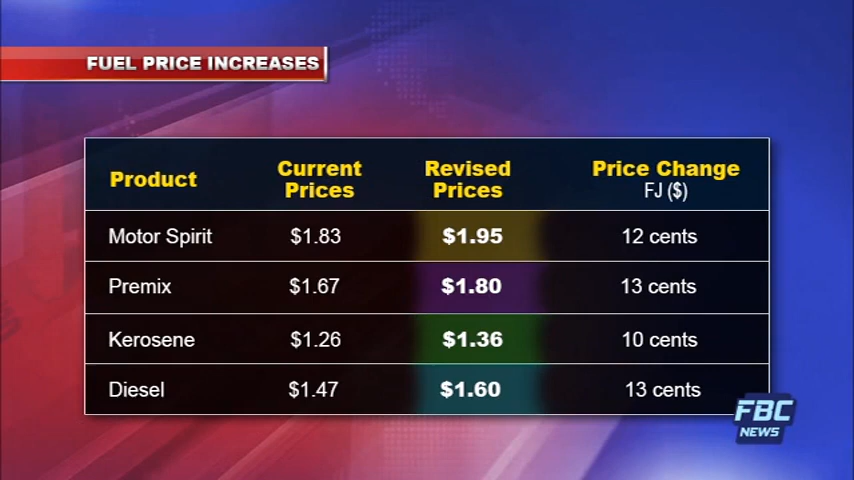 FUEL PRICE INCREASES
Product Current Prices Revised Prices Price Change FJ ($)
Motor Spirit $1.83 $1.95 12 cents
Premix $1.67 $1.80 13 cents
Kerosene $1.26 $1.36 10 cents
Diesel $1.47 $1.60 13 cents
FBC
NEWS